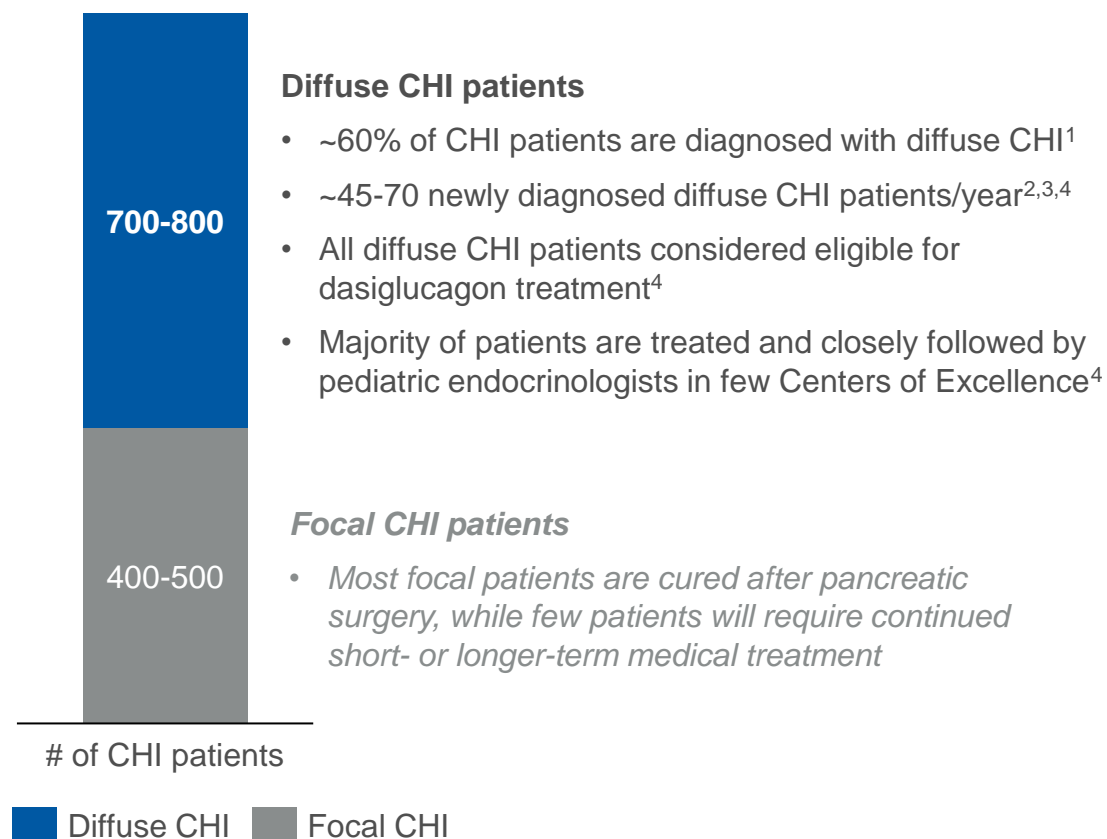 Diffuse CHI patients
• ~60% of CHI patients are diagnosed with diffuse CHI¹
• ~45-70 newly diagnosed diffuse CHI patients/year²,³,⁴
700-800
• All diffuse CHI patients considered eligible for
dasiglucagon treatment⁴
• Majority of patients are treated and closely followed by
pediatric endocrinologists in few Centers of Excellence⁴
Focal CHI patients
400-500
• Most focal patients are cured after pancreatic
surgery, while few patients will require continued
short- or longer-term medical treatment
# of CHI patients
Diffuse CHI Focal CHI